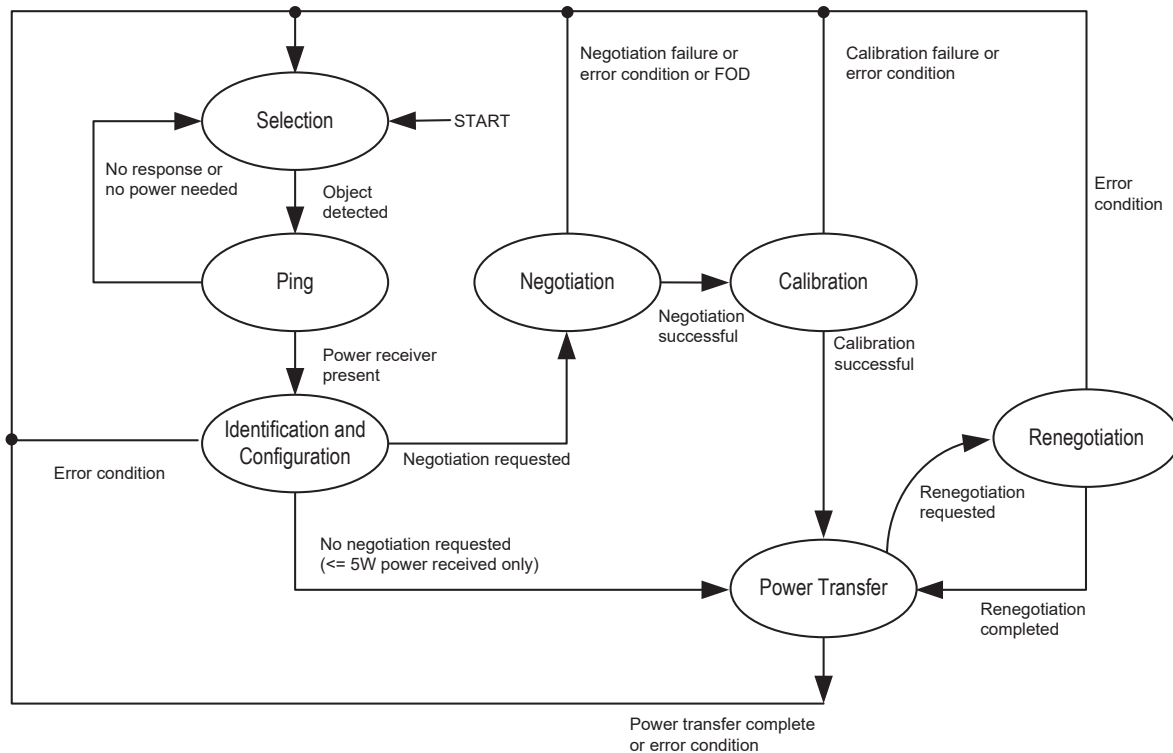 Negotiation failure or
error condition or FOD
Calibration failure or
error condition
Selection
START
No response or
no power needed
Object
detected
Error
condition
Ping
Negotiation
Calibration
Negotiation
successful
Calibration
successful
Power receiver
present
Identification and
Configuration
Renegotiation
Error condition
Negotiation requested
Renegotiation
requested
No negotiation requested
(<= 5W power received only)
Power Transfer
Renegotiation
completed
Power transfer complete
or error condition